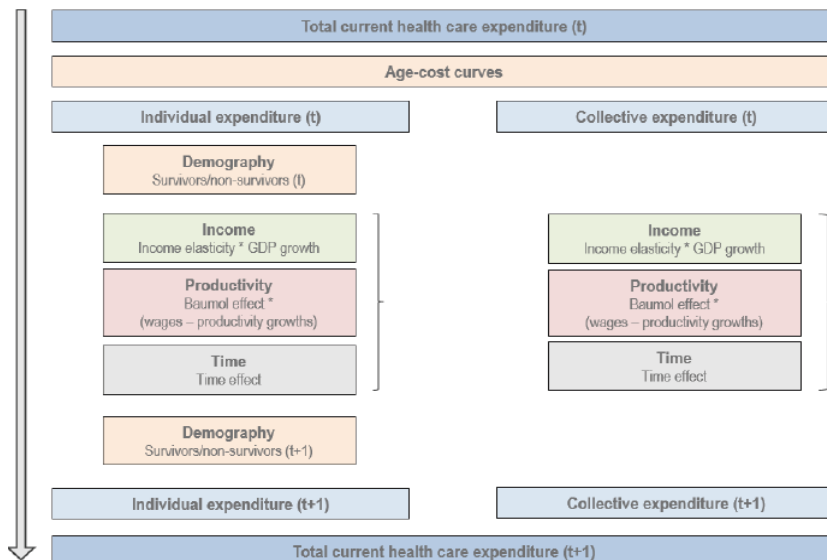 Total current health care expenditure (t)
Age-cost curves
Individual expenditure (t)
Collective expenditure (t)
Demography
Survivors/non-survivors (t)
Income
Income elasticity * GDP growth
Productivity
Baumol effect *
(wages – productivity growths)
Time
Time effect
Income
Income elasticity * GDP growth
Productivity
Baumol effect *
(wages – productivity growths)
Time
Time effect
Demography
Survivors/non-survivors (t+1)
Individual expenditure (t+1)
Collective expenditure (t+1)
Total current health care expenditure (t+1)